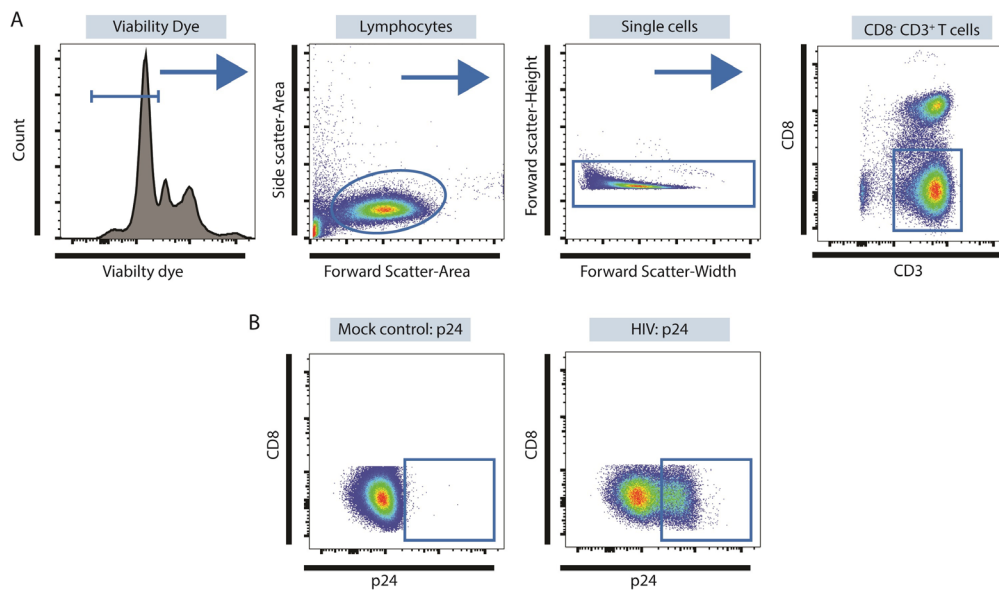 A
Viability Dye
Lymphocytes
Single cells
CD8⁻ CD3⁺ T cells
Count
Side scatter-Area
Forward scatter-Height
CD8
Viabilty dye
Forward Scatter-Area
Forward Scatter-Width
CD3
B
Mock control: p24
HIV: p24
CD8
CD8
p24
p24